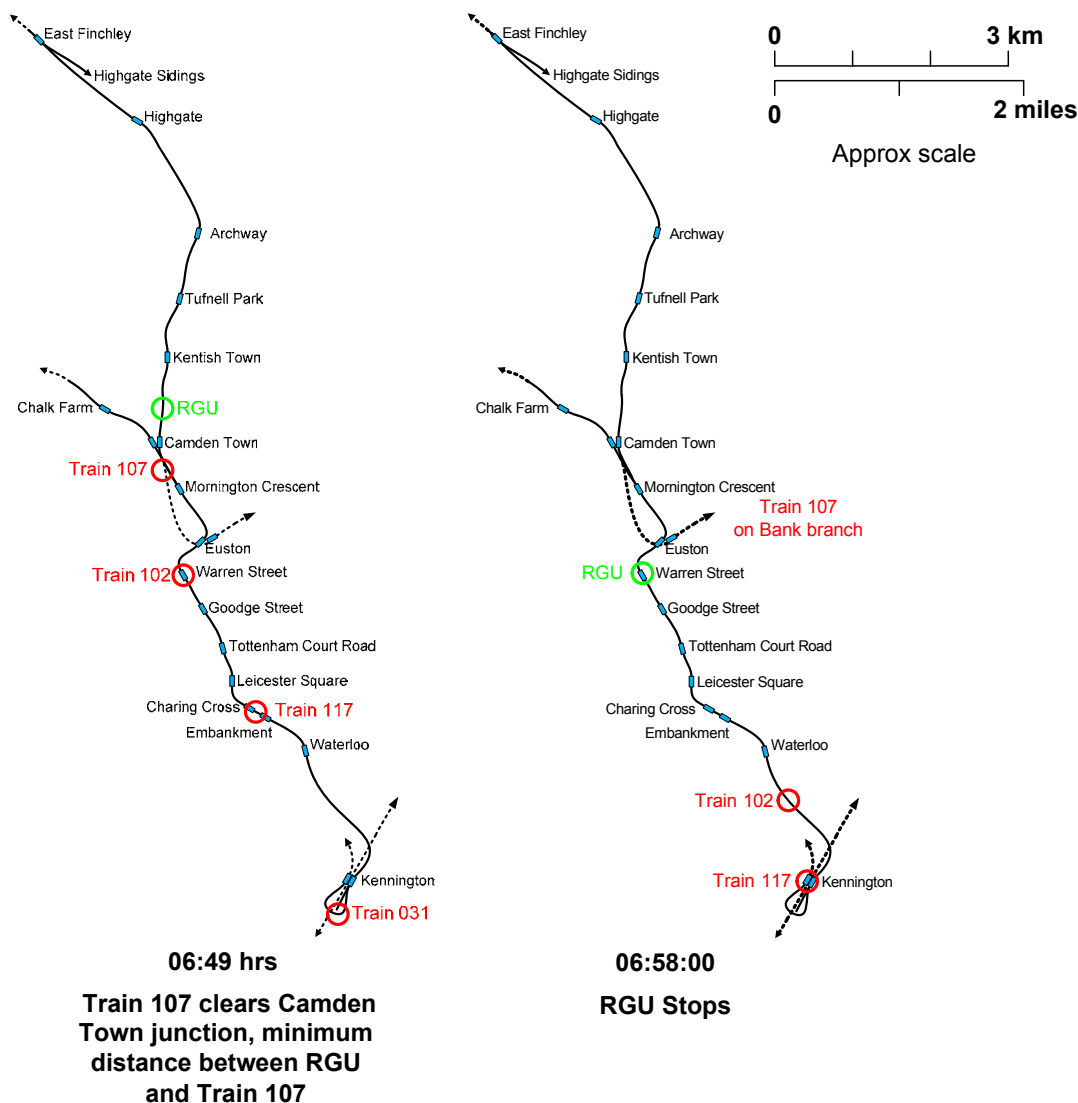 East Finchley
Highgate Sidings
Highgate
Archway
Tufnell Park
Kentish Town
Chalk Farm
RGU
Camden Town
Train 107
Mornington Crescent
Euston
Train 102
Warren Street
Goodge Street
Tottenham Court Road
Leicester Square
Charing Cross
Train 117
Embankment
Waterloo
Kennington
Train 031
06:49 hrs
Train 107 clears Camden
Town junction, minimum
distance between RGU
and Train 107
East Finchley
Highgate Sidings
Highgate
Archway
Tufnell Park
Kentish Town
Chalk Farm
Camden Town
Mornington Crescent
Train 107
on Bank branch
Euston
RGU
Warren Street
Goodge Street
Tottenham Court Road
Leicester Square
Charing Cross
Embankment
Waterloo
Train 102
Train 117
Kennington
06:58:00
RGU Stops
0 3 km
0 2 miles
Approx scale